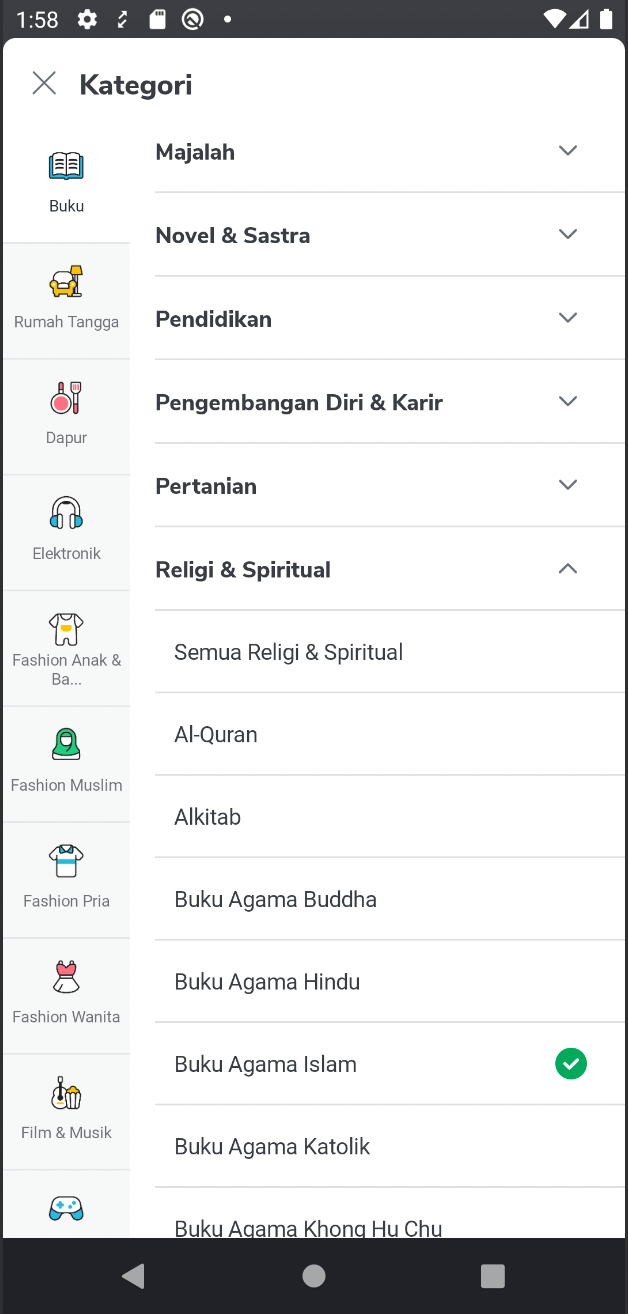 1:58
Kategori
Buku
Rumah Tangga
Dapur
Elektronik
Fashion Anak &
Ba...
Fashion Muslim
Fashion Pria
Fashion Wanita
Film & Musik
Majalah
Novel & Sastra
Pendidikan
Pengembangan Diri & Karir
Pertanian
Religi & Spiritual
Semua Religi & Spiritual
Al-Quran
Alkitab
Buku Agama Buddha
Buku Agama Hindu
Buku Agama Islam
Buku Agama Katolik
Buku Agama Khong Hu Chu